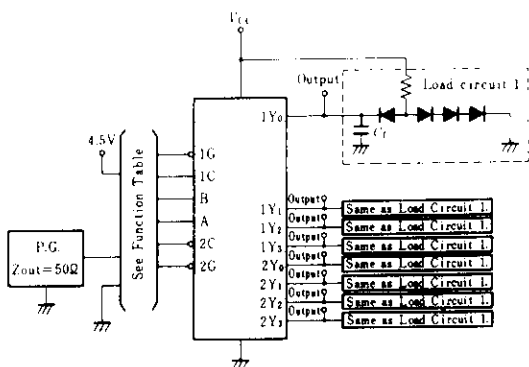 V_CC
Output
Load circuit 1
1Y₀
C_L
4.5V
See Function Table
1G
1C
B
A
2C
2G
P.G.
Zout=50Ω
Output
1Y₁
Same as Load Circuit 1.
Output
1Y₂
Same as Load Circuit 1.
Output
1Y₃
Same as Load Circuit 1.
Output
2Y₀
Same as Load Circuit 1.
Output
2Y₁
Same as Load Circuit 1.
Output
2Y₂
Same as Load Circuit 1.
Output
2Y₃
Same as Load Circuit 1.